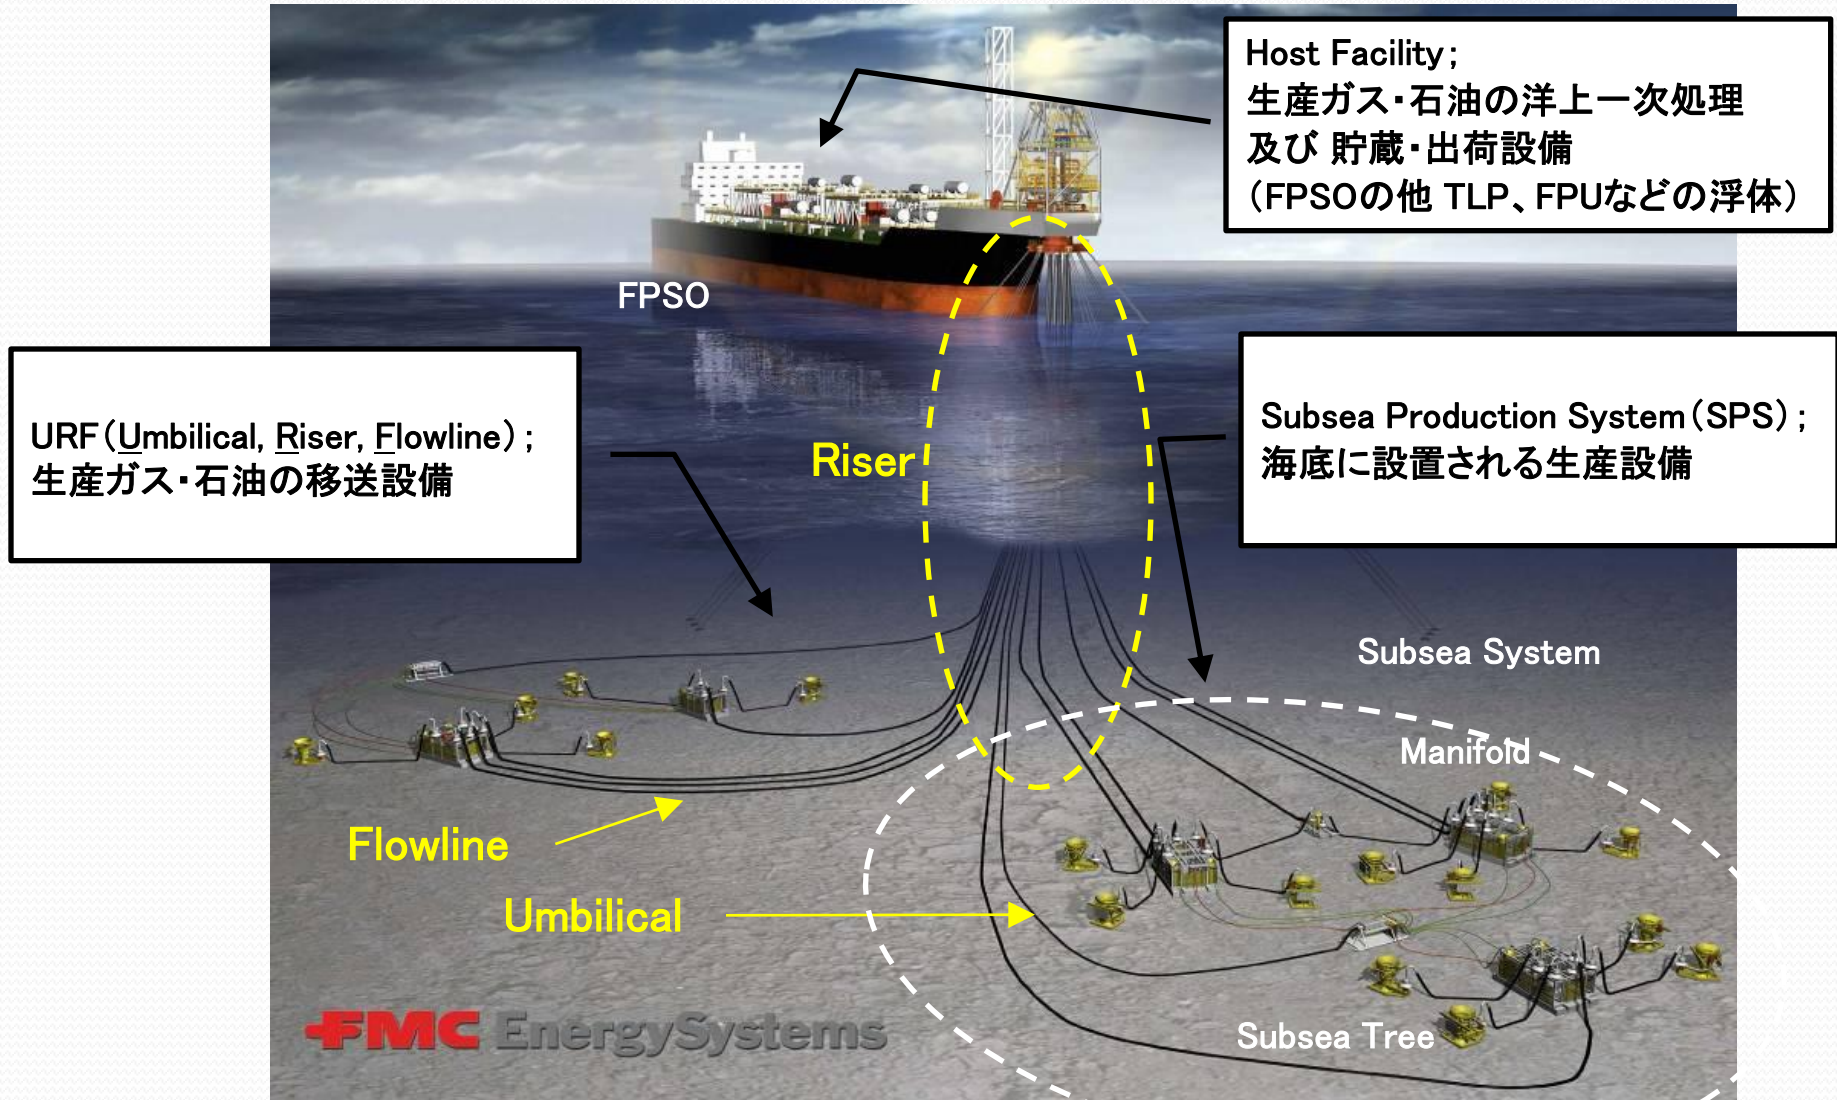 Host Facility;
生産ガス・石油の洋上一次処理
及び 貯蔵・出荷設備
（FPSOの他 TLP、FPUなどの浮体）
FPSO
URF（Umbilical, Riser, Flowline）;
生産ガス・石油の移送設備
Riser
Subsea Production System（SPS）;
海底に設置される生産設備
Subsea System
Manifold
Flowline
Umbilical
Subsea Tree
FMC EnergySystems